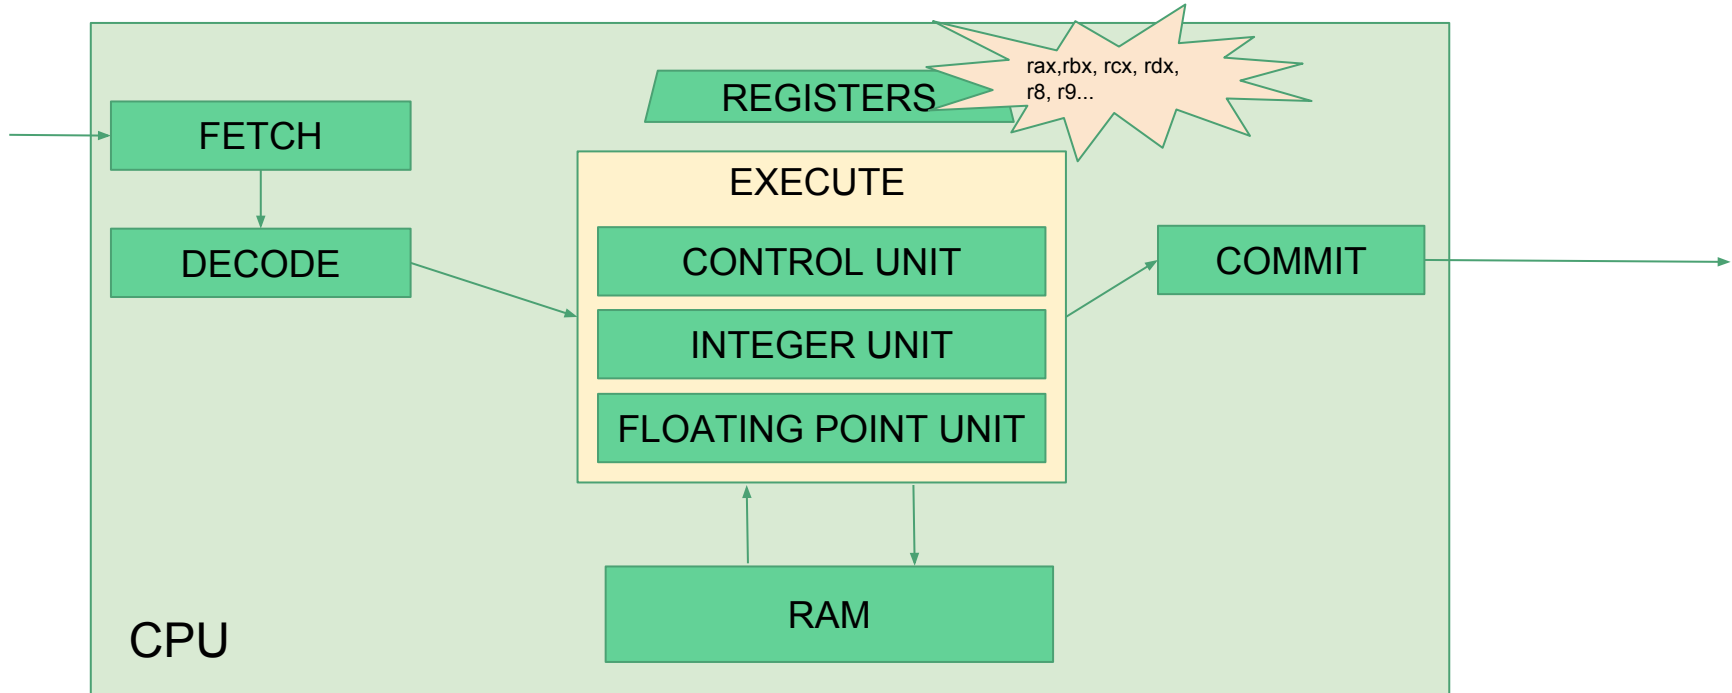 rax,rbx, rcx, rdx,
r8, r9...
REGISTERS
FETCH
EXECUTE
DECODE
CONTROL UNIT
COMMIT
INTEGER UNIT
FLOATING POINT UNIT
RAM
CPU